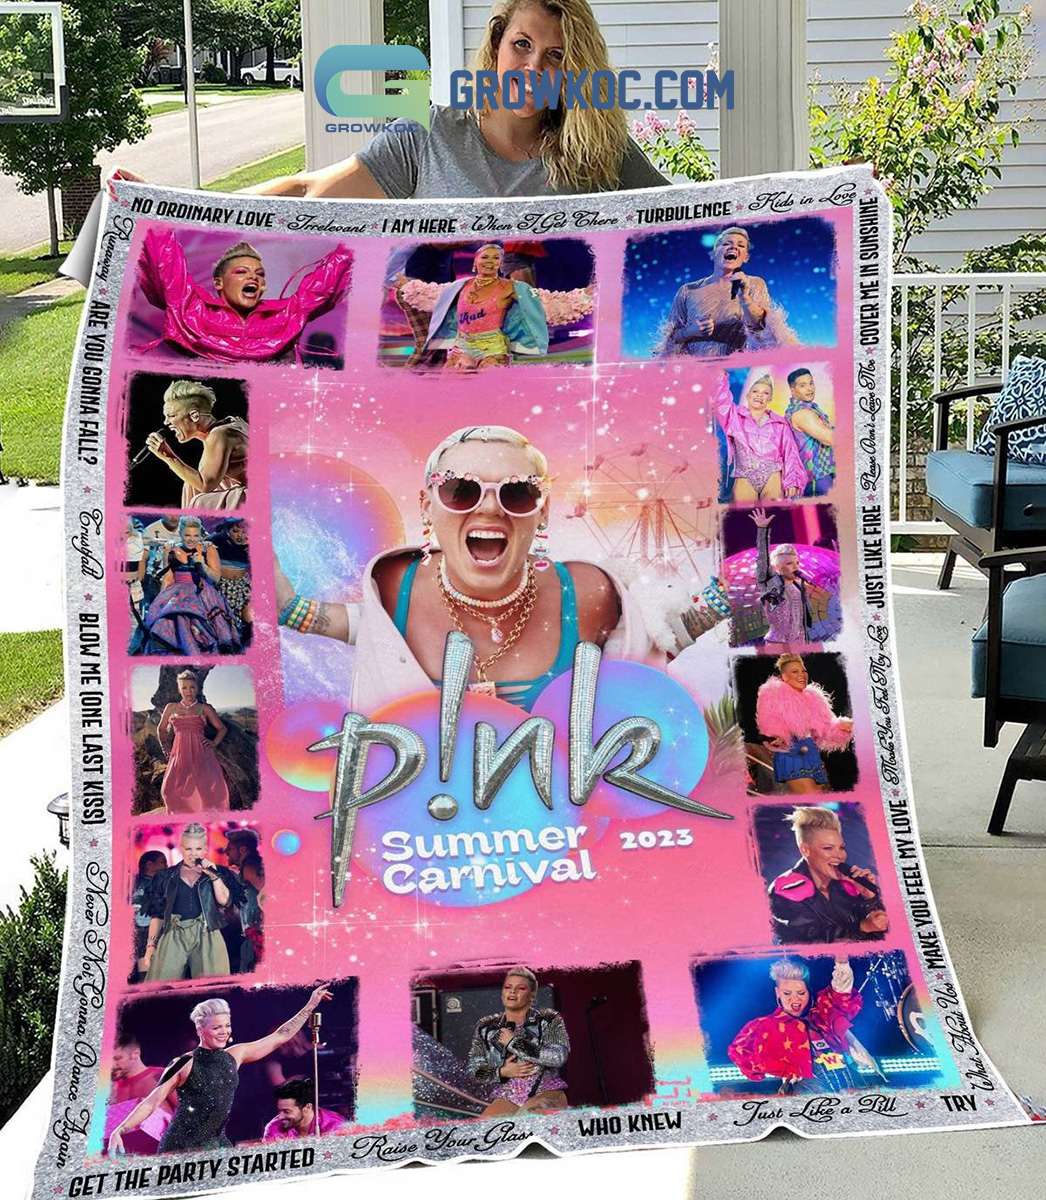 GROWKOC.COM
GROWKOC
NO ORDINARY LOVE ★ Irrelevant ★ I AM HERE ★ When I Get There ★ TURBULENCE ★ Kids in Love
COVER ME IN SUNSHINE
Please Don't Leave Me
JUST LIKE FIRE
Make You Feel My Love
MAKE YOU FEEL MY LOVE
What About Us
Runaway
ARE YOU GONNA FALL?
Trustfall
BLOW ME (ONE LAST KISS)
Never Not Gonna Dance Again
p!nk
Summer
Carnival
2023
GET THE PARTY STARTED ★ Raise Your Glass ★ WHO KNEW ★ Just Like a Pill ★ TRY ★